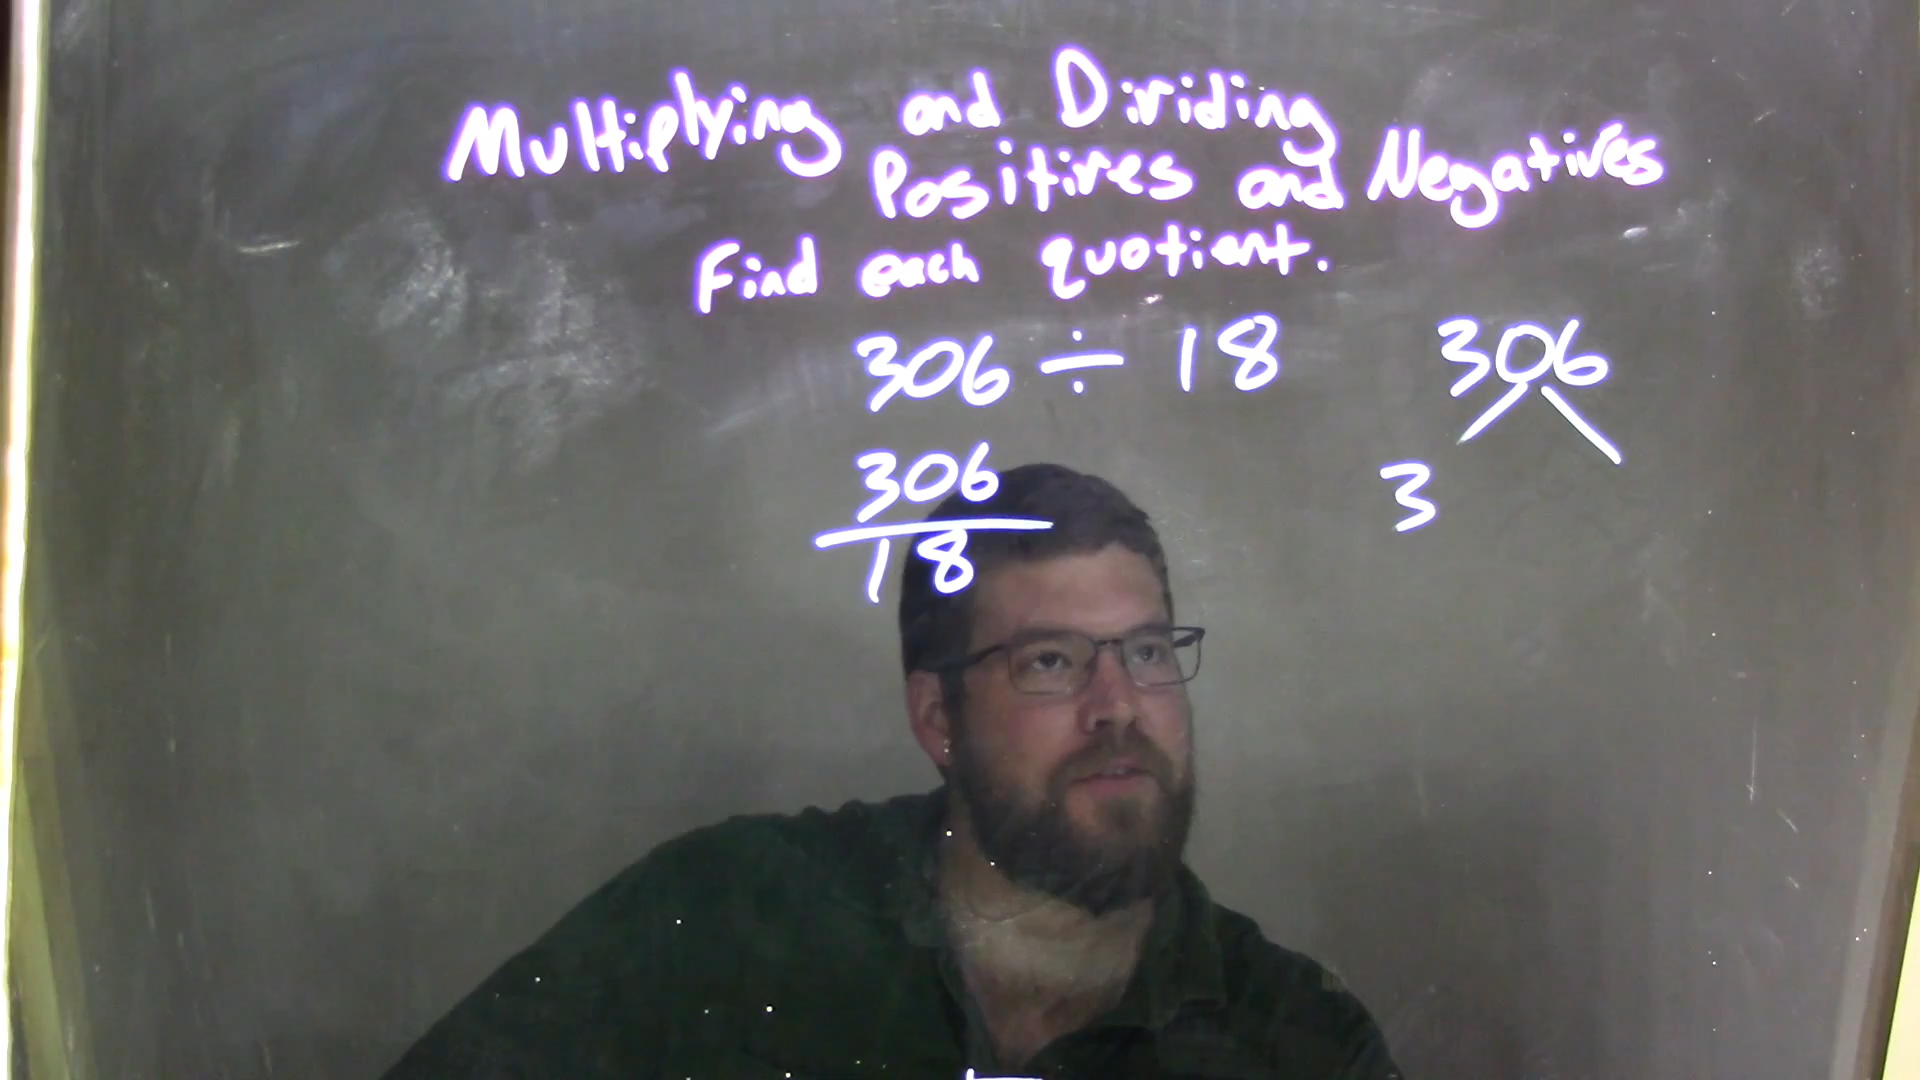 Multiplying and Dividing
Positives and Negatives
Find each quotient.
306 ÷ 18
306
306
18
3